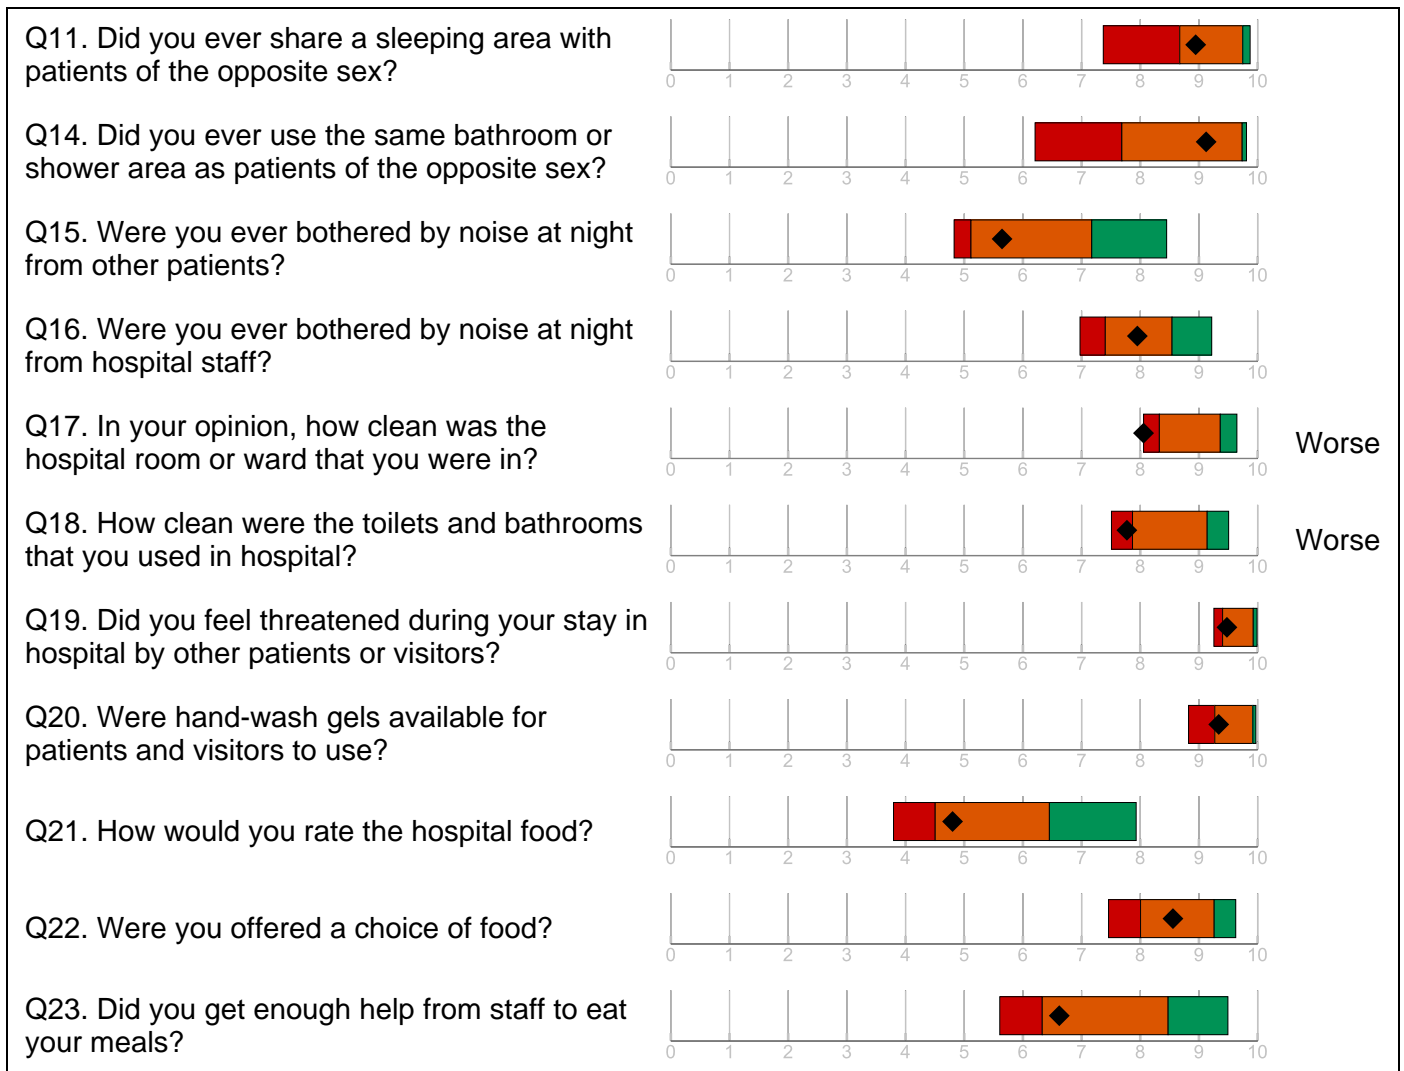 Q11. Did you ever share a sleeping area with
patients of the opposite sex?
0 1 2 3 4 5 6 7 8 9 10
Q14. Did you ever use the same bathroom or
shower area as patients of the opposite sex?
0 1 2 3 4 5 6 7 8 9 10
Q15. Were you ever bothered by noise at night
from other patients?
0 1 2 3 4 5 6 7 8 9 10
Q16. Were you ever bothered by noise at night
from hospital staff?
0 1 2 3 4 5 6 7 8 9 10
Q17. In your opinion, how clean was the
hospital room or ward that you were in?
Worse
0 1 2 3 4 5 6 7 8 9 10
Q18. How clean were the toilets and bathrooms
that you used in hospital?
Worse
0 1 2 3 4 5 6 7 8 9 10
Q19. Did you feel threatened during your stay in
hospital by other patients or visitors?
0 1 2 3 4 5 6 7 8 9 10
Q20. Were hand-wash gels available for
patients and visitors to use?
0 1 2 3 4 5 6 7 8 9 10
Q21. How would you rate the hospital food?
0 1 2 3 4 5 6 7 8 9 10
Q22. Were you offered a choice of food?
0 1 2 3 4 5 6 7 8 9 10
Q23. Did you get enough help from staff to eat
your meals?
0 1 2 3 4 5 6 7 8 9 10